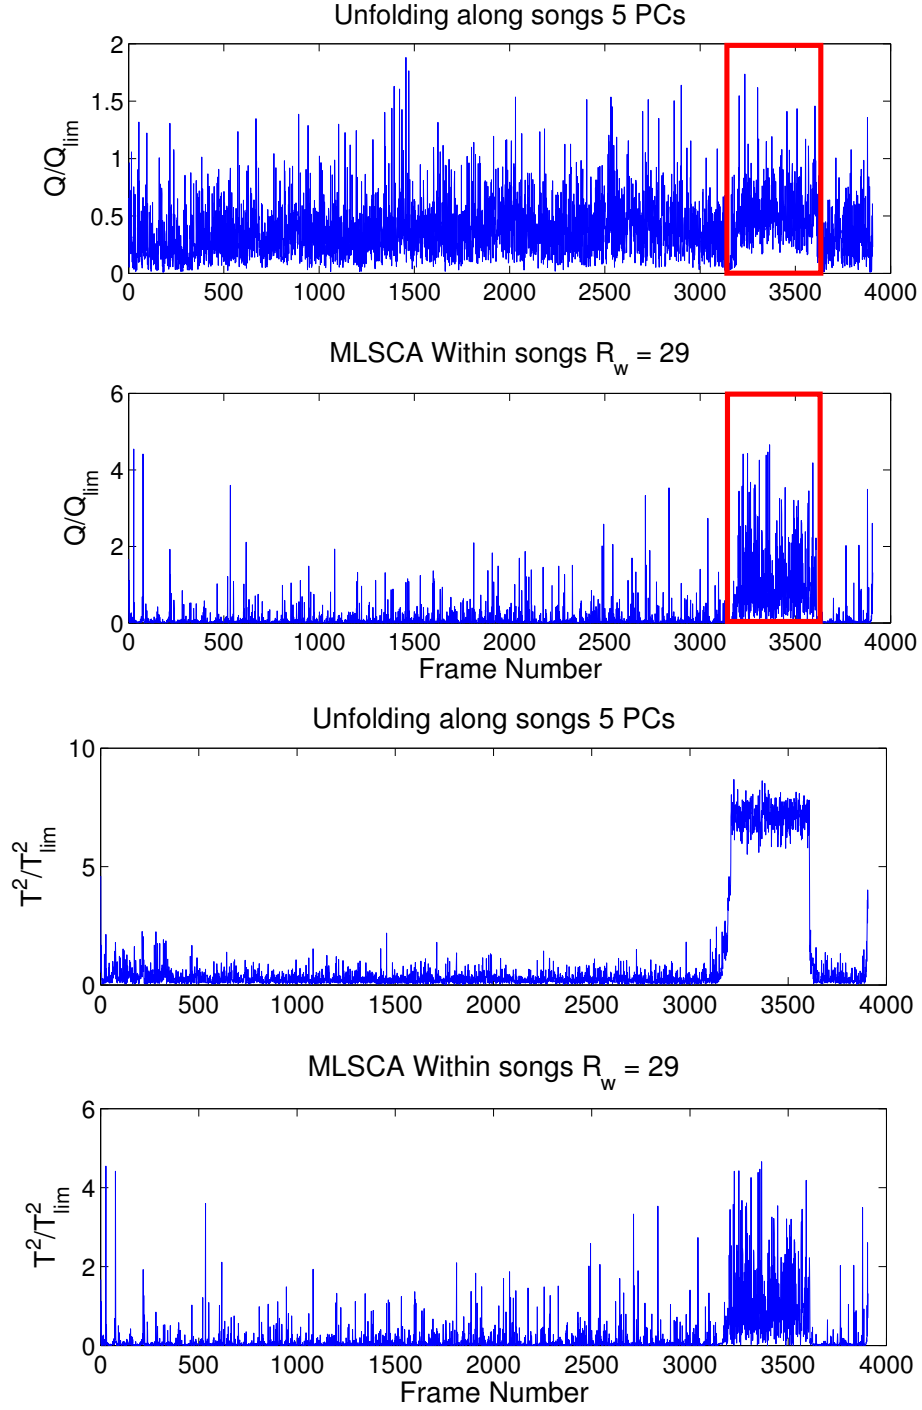 Unfolding along songs 5 PCs
Q/Q_lim
2
1.5
1
0.5
0
0 500 1000 1500 2000 2500 3000 3500 4000
MLSCA Within songs R_w = 29
Q/Q_lim
6
4
2
0
0 500 1000 1500 2000 2500 3000 3500 4000
Frame Number
Unfolding along songs 5 PCs
T^2/T^2_lim
10
5
0
0 500 1000 1500 2000 2500 3000 3500 4000
MLSCA Within songs R_w = 29
T^2/T^2_lim
6
4
2
0
0 500 1000 1500 2000 2500 3000 3500 4000
Frame Number